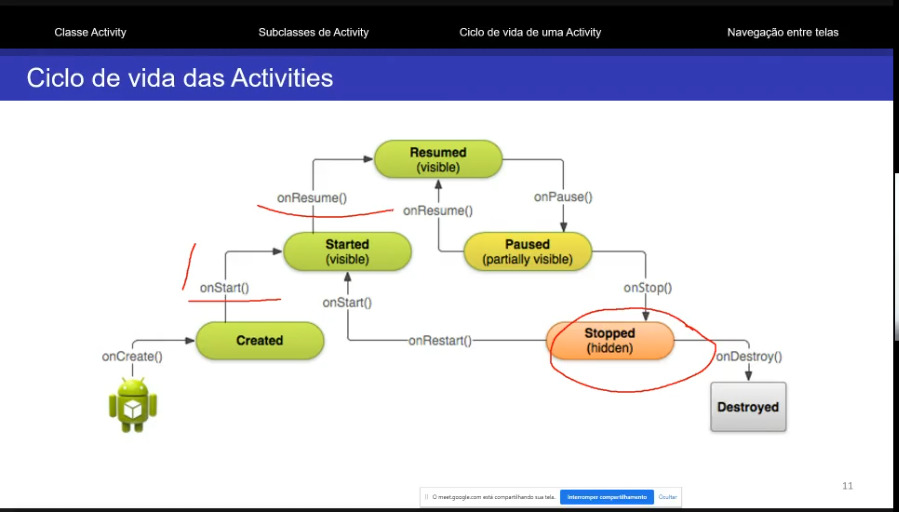 Classe Activity
Subclasses de Activity
Ciclo de vida de uma Activity
Navegação entre telas
Ciclo de vida das Activities
Resumed
(visible)
onResume()
onResume()
onPause()
Started
(visible)
Paused
(partially visible)
onStart()
onStart()
onStop()
Created
onRestart()
Stopped
(hidden)
onCreate()
onDestroy()
Destroyed
11
O meet.google.com está compartilhando sua tela.
Interromper compartilhamento
Ocultar